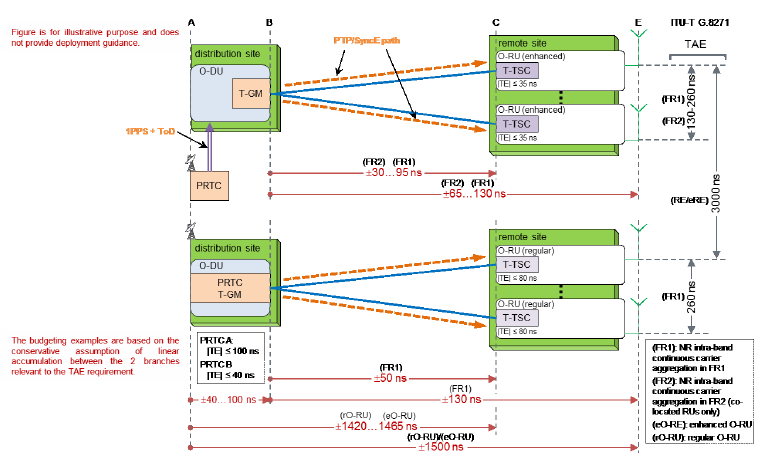 A
B
C
E
ITU-T G.8271
Figure is for illustrative purpose and does
not provide deployment guidance.
PTP/SyncE path
remote site
TAE
distribution site
O-RU (enhanced)
O-DU
T-TSC
|TE| ≤ 35 ns
T-GM
O-RU (enhanced)
(FR1)
130-260ns
T-TSC
(FR2)
1PPS + ToD
|TE| ≤ 35 ns
(FR2) (FR1)
±30…95 ns
PRTC
(FR2) (FR1)
±65…130 ns
(RE/eRE)
3000 ns
remote site
distribution site
O-RU (regular)
O-DU
T-TSC
PRTC
|TE| ≤ 80 ns
T-GM
O-RU (regular)
(FR1)
260 ns
T-TSC
|TE| ≤ 80 ns
The budgeting examples are based on the
conservative assumption of linear
accumulation between the 2 branches
relevant to the TAE requirement.
PRTC A:
|TE| ≤ 100 ns
PRTC B
|TE| ≤ 40 ns
(FR1)
±50 ns
±40…100 ns
(FR1)
±130 ns
(rO-RU) (eO-RU)
±1420…1465 ns
(rO-RU)/(eO-RU)
±1500 ns
(FR1): NR intra-band
continuous carrier
aggregation in FR1
(FR2): NR intra-band
continuous carrier
aggregation in FR2 (co-
located RUs only)
(eO-RE): enhanced O-RU
(rO-RU): regular O-RU